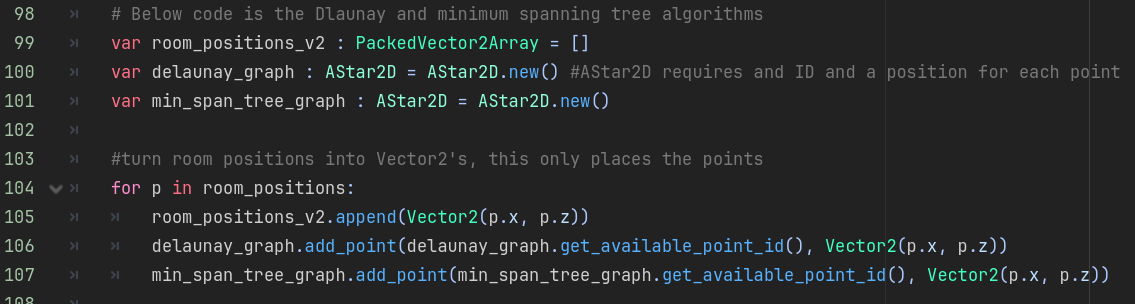 98 # Below code is the Dlaunay and minimum spanning tree algorithms
99 var room_positions_v2 : PackedVector2Array = []
100 var delaunay_graph : AStar2D = AStar2D.new() #AStar2D requires and ID and a position for each point
101 var min_span_tree_graph : AStar2D = AStar2D.new()
102
103 #turn room positions into Vector2's, this only places the points
104 for p in room_positions:
105 room_positions_v2.append(Vector2(p.x, p.z))
106 delaunay_graph.add_point(delaunay_graph.get_available_point_id(), Vector2(p.x, p.z))
107 min_span_tree_graph.add_point(min_span_tree_graph.get_available_point_id(), Vector2(p.x, p.z))
108